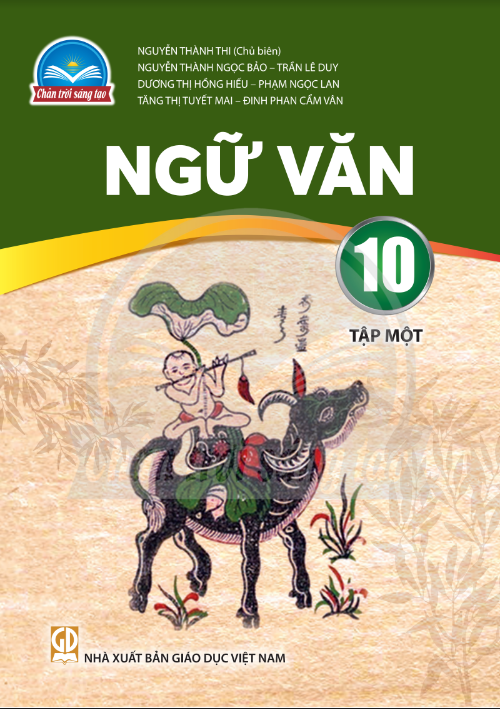 NGUYỄN THÀNH THI (Chủ biên)
NGUYỄN THÀNH NGỌC BẢO – TRẦN LÊ DUY
DƯƠNG THỊ HỒNG HIẾU – PHẠM NGỌC LAN
TĂNG THỊ TUYẾT MAI – ĐINH PHAN CẨM VÂN
Chân trời sáng tạo
NGỮ VĂN
10
TẬP MỘT
GD
NHÀ XUẤT BẢN GIÁO DỤC VIỆT NAM